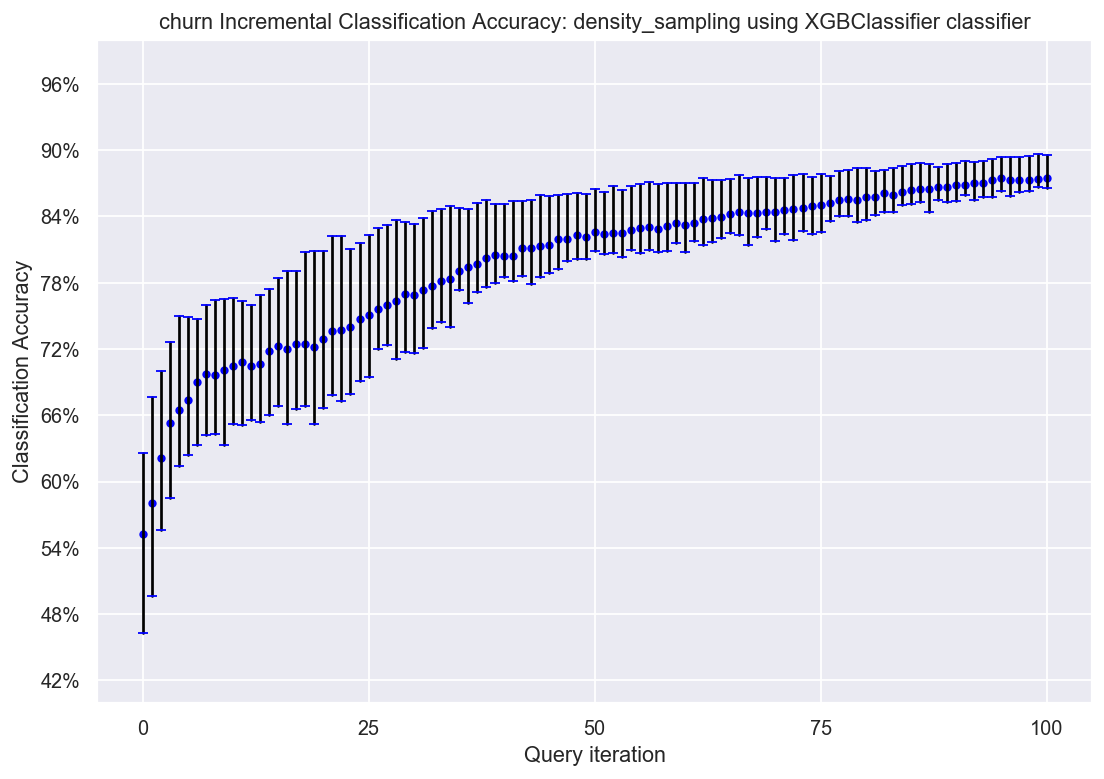 churn Incremental Classification Accuracy: density_sampling using XGBClassifier classifier
96%
90%
84%
78%
72%
66%
60%
54%
48%
42%
Classification Accuracy
0 25 50 75 100
Query iteration